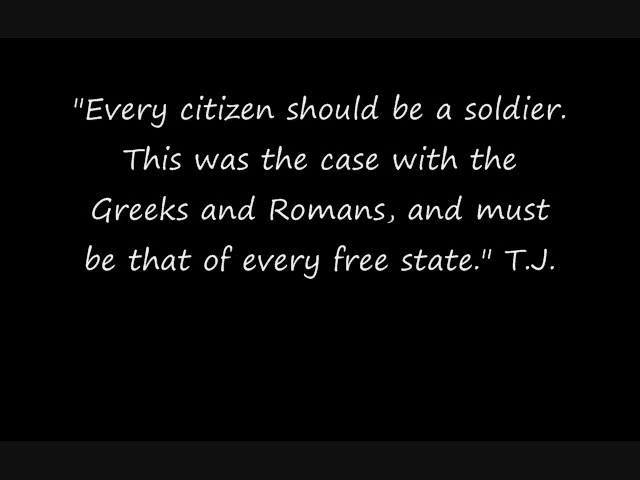 "Every citizen should be a soldier.
This was the case with the
Greeks and Romans, and must
be that of every free state." T.J.